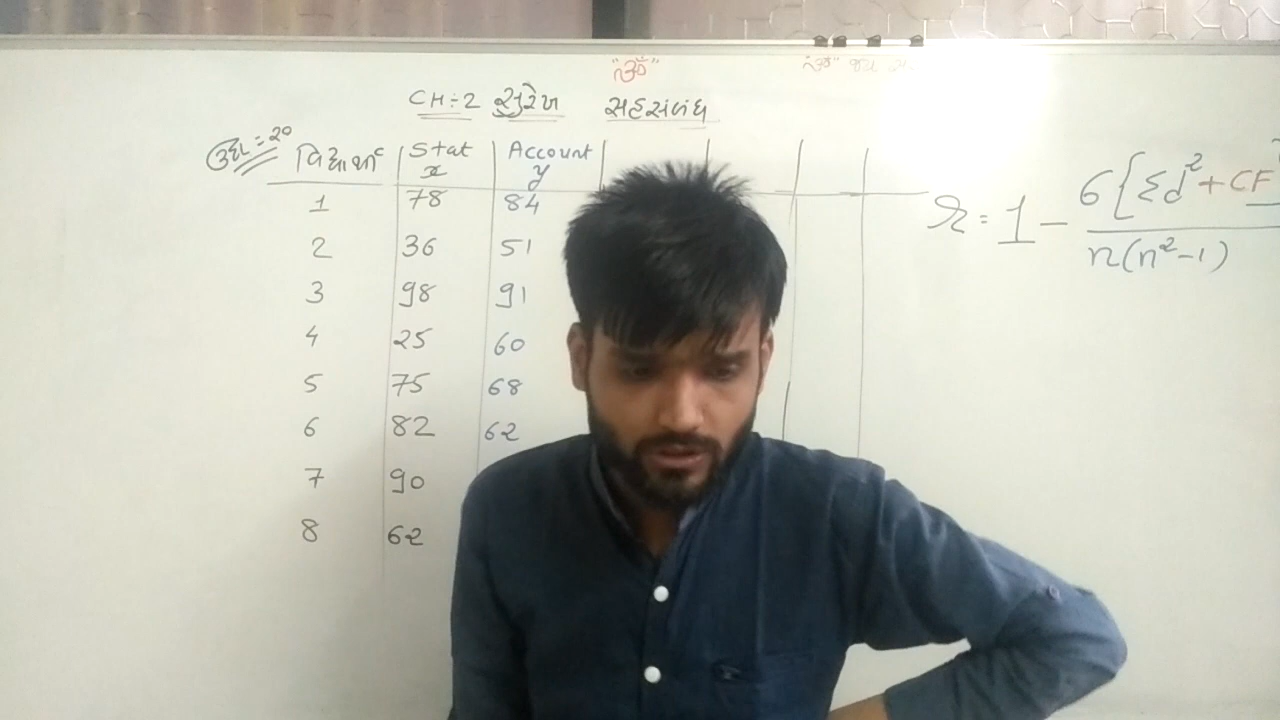 "ૐ"
"ૐ" જય
CH:-2 સુરેખ સહસંબંધ
ઉદા.=20
વિદ્યાર્થી Stat x Account y
1 78 84
2 36 51
3 98 91
4 25 60
5 75 68
6 82 62
7 90
8 62
r = 1 - 6{Σd²+CF
n(n²-1)